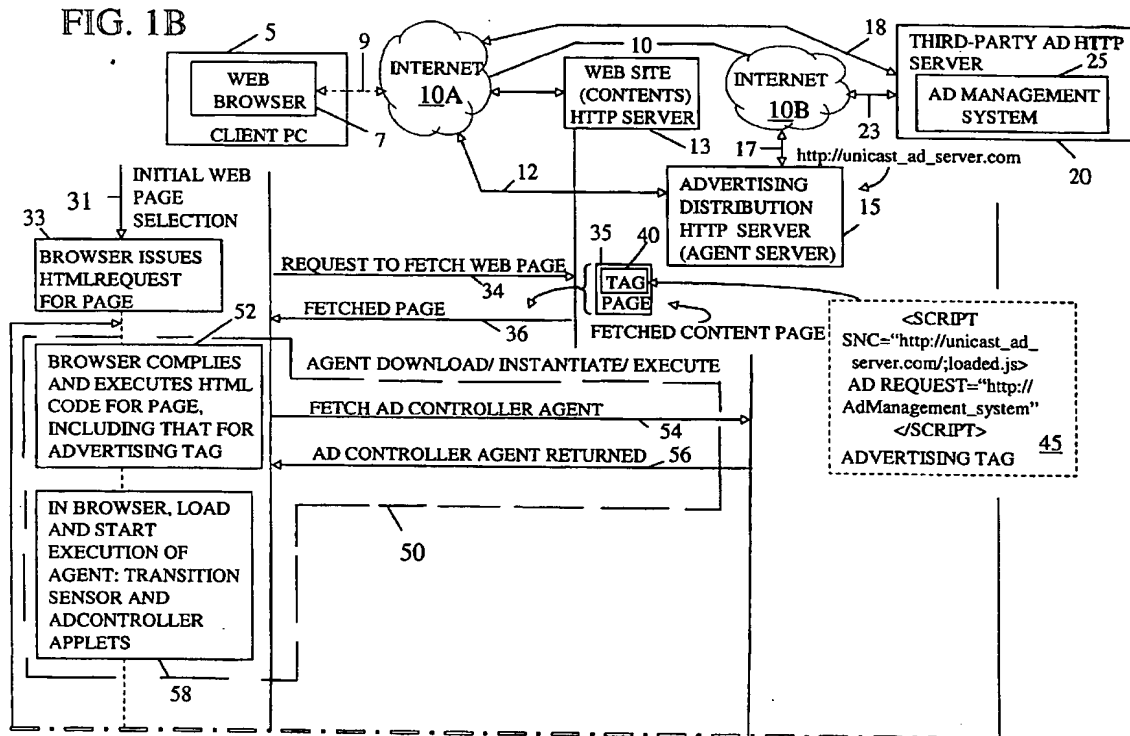 FIG. 1B
5
WEB
BROWSER
CLIENT PC
7
9
INTERNET
10A
10
WEB SITE
(CONTENTS)
HTTP SERVER
13
INTERNET
10B
18
THIRD-PARTY AD HTTP
SERVER
25
AD MANAGEMENT
SYSTEM
23
20
17
http://unicast_ad_server.com
12
ADVERTISING
DISTRIBUTION
HTTP SERVER
(AGENT SERVER)
15
31
INITIAL WEB
PAGE
SELECTION
33
BROWSER ISSUES
HTMLREQUEST
FOR PAGE
REQUEST TO FETCH WEB PAGE
34
35
40
TAG
PAGE
FETCHED PAGE
36
FETCHED CONTENT PAGE
<SCRIPT
SNC="http://unicast_ad_
server.com/;loaded.js>
AD REQUEST="http://
AdManagement_system"
</SCRIPT>
45
ADVERTISING TAG
52
BROWSER COMPLIES
AND EXECUTES HTML
CODE FOR PAGE,
INCLUDING THAT FOR
ADVERTISING TAG
AGENT DOWNLOAD/ INSTANTIATE/ EXECUTE
FETCH AD CONTROLLER AGENT
54
AD CONTROLLER AGENT RETURNED
56
50
IN BROWSER, LOAD
AND START
EXECUTION OF
AGENT: TRANSITION
SENSOR AND
ADCONTROLLER
APPLETS
58